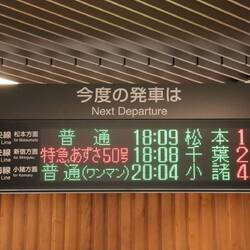 今度の発車は
Next Departure
線 松本方面 普通 18:09 松本 1
Line for Matsumoto
線 新宿方面 特急あずさ50号 18:08 千葉 2
Line for Shinjuku
線 小諸方面 普通(ワンマン) 20:04 小諸 4
Line for Komoro